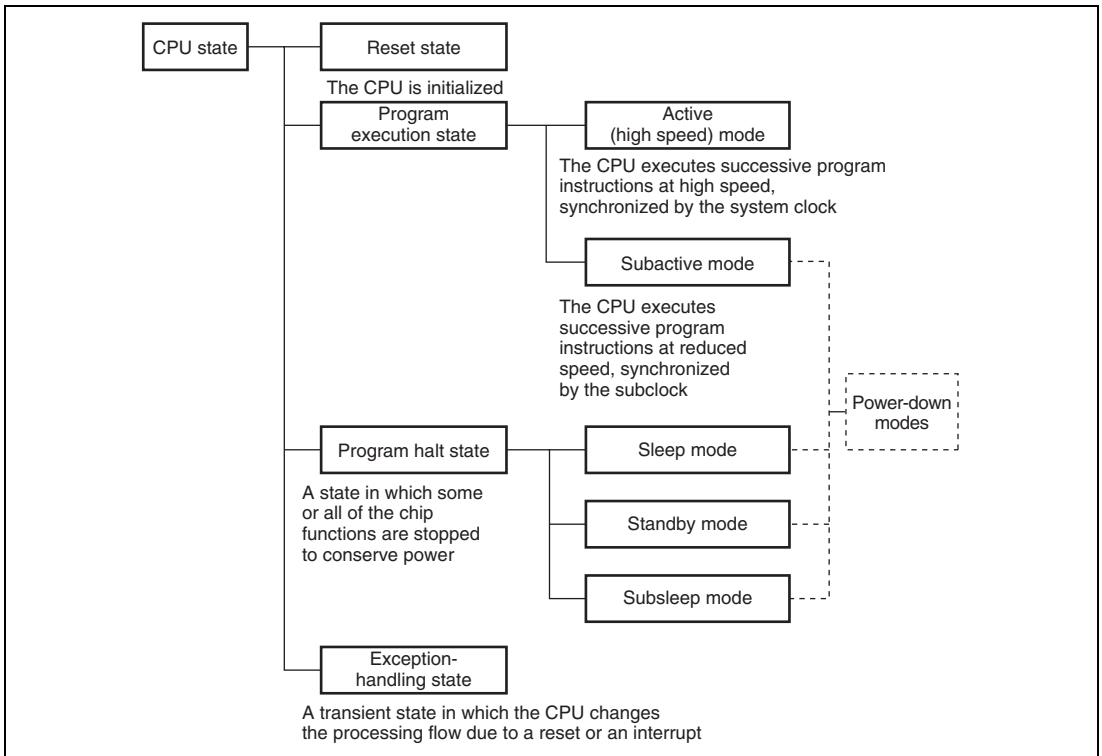 CPU state
Reset state
The CPU is initialized
Program
execution state
Active
(high speed) mode
The CPU executes successive program
instructions at high speed,
synchronized by the system clock
Subactive mode
The CPU executes
successive program
instructions at reduced
speed, synchronized
by the subclock
Power-down
modes
Program halt state
A state in which some
or all of the chip
functions are stopped
to conserve power
Sleep mode
Standby mode
Subsleep mode
Exception-
handling state
A transient state in which the CPU changes
the processing flow due to a reset or an interrupt